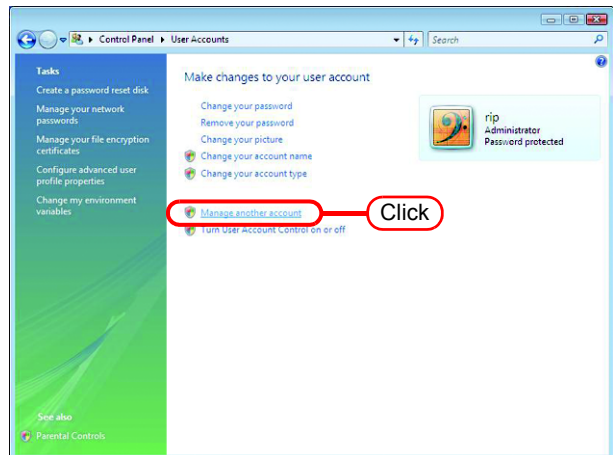 Control Panel ▸ User Accounts
Search
Tasks
Create a password reset disk
Manage your network
passwords
Manage your file encryption
certificates
Configure advanced user
profile properties
Change my environment
variables
See also
Parental Controls
Make changes to your user account
Change your password
Remove your password
Change your picture
Change your account name
Change your account type
Manage another account
Turn User Account Control on or off
rip
Administrator
Password protected
Click